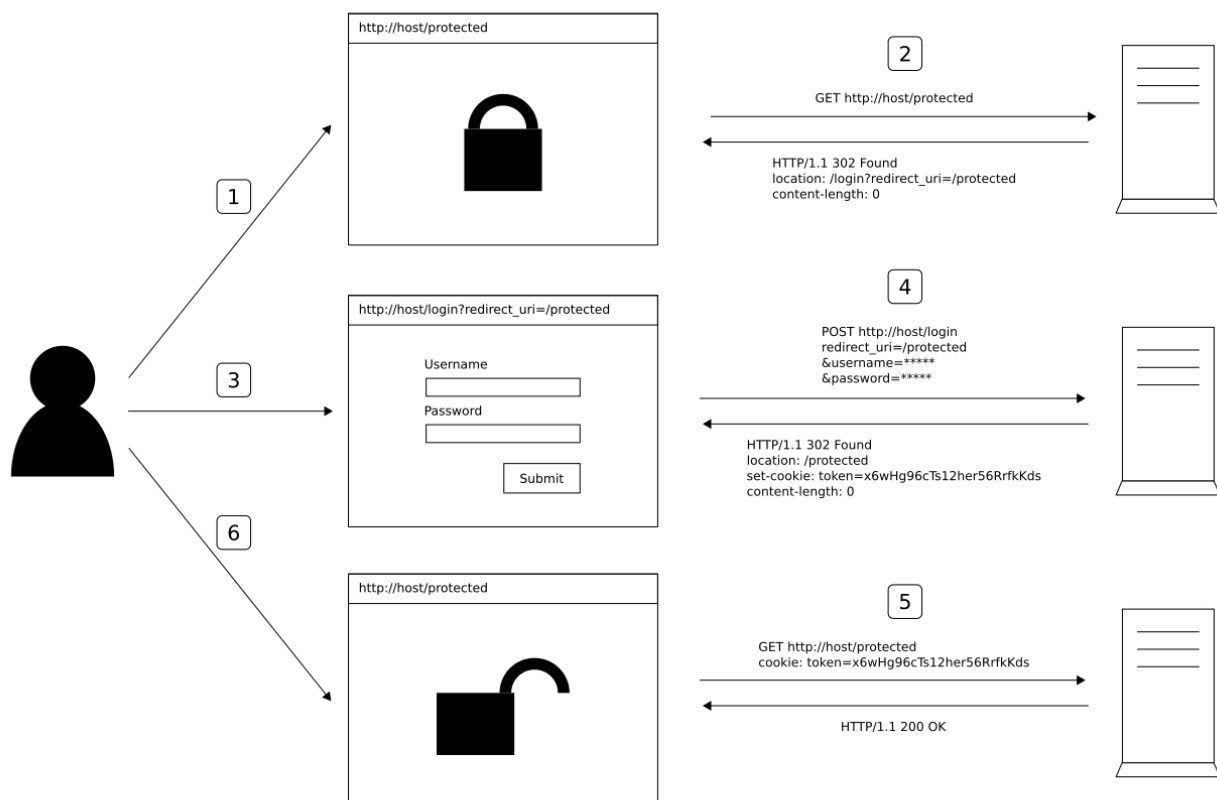 http://host/protected
2
GET http://host/protected
HTTP/1.1 302 Found
location: /login?redirect_uri=/protected
content-length: 0
1
http://host/login?redirect_uri=/protected
Username
Password
Submit
3
4
POST http://host/login
redirect_uri=/protected
&username=*****
&password=*****
HTTP/1.1 302 Found
location: /protected
set-cookie: token=x6wHg96cTs12her56RrfkKds
content-length: 0
6
http://host/protected
5
GET http://host/protected
cookie: token=x6wHg96cTs12her56RrfkKds
HTTP/1.1 200 OK